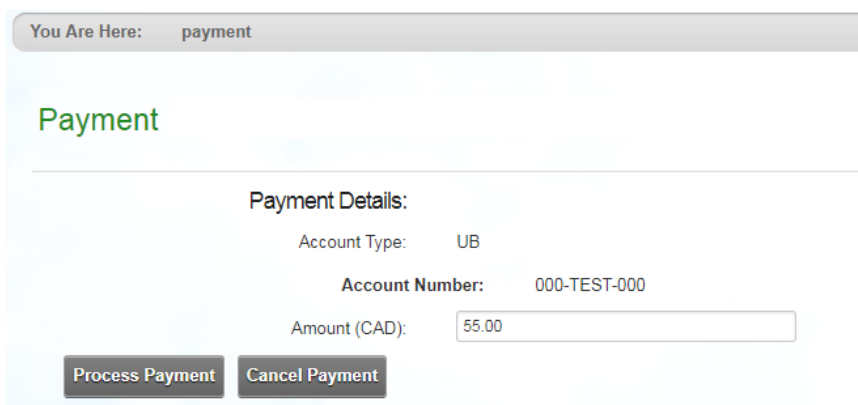 You Are Here: payment
Payment
Payment Details:
Account Type: UB
Account Number: 000-TEST-000
Amount (CAD): 55.00
Process Payment Cancel Payment